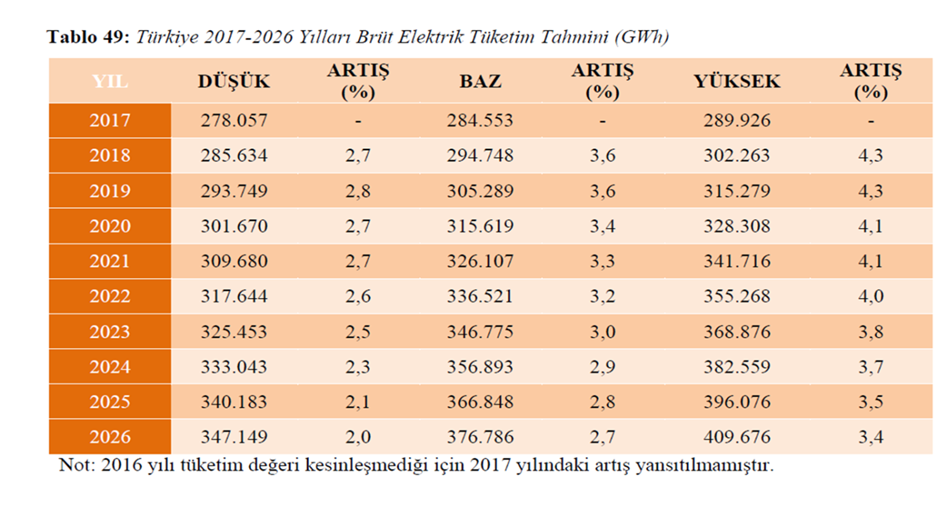 Tablo 49: Türkiye 2017-2026 Yılları Brüt Elektrik Tüketim Tahmini (GWh)
YIL DÜŞÜK ARTIŞ (%) BAZ ARTIŞ (%) YÜKSEK ARTIŞ (%)
2017 278.057 - 284.553 - 289.926 -
2018 285.634 2,7 294.748 3,6 302.263 4,3
2019 293.749 2,8 305.289 3,6 315.279 4,3
2020 301.670 2,7 315.619 3,4 328.308 4,1
2021 309.680 2,7 326.107 3,3 341.716 4,1
2022 317.644 2,6 336.521 3,2 355.268 4,0
2023 325.453 2,5 346.775 3,0 368.876 3,8
2024 333.043 2,3 356.893 2,9 382.559 3,7
2025 340.183 2,1 366.848 2,8 396.076 3,5
2026 347.149 2,0 376.786 2,7 409.676 3,4
Not: 2016 yılı tüketim değeri kesinleşmediği için 2017 yılındaki artış yansıtılmamıştır.